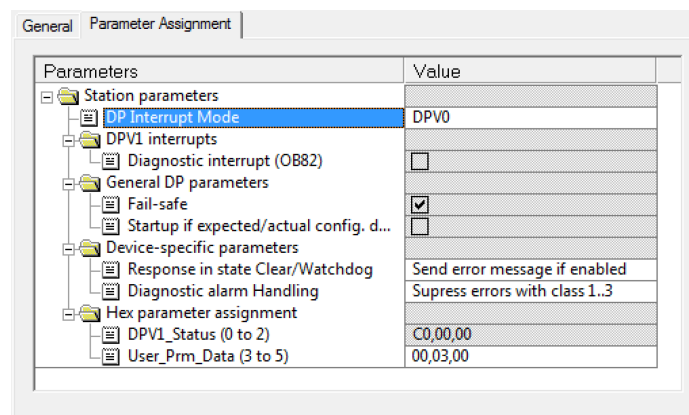 General Parameter Assignment
Parameters Value
Station parameters
DP Interrupt Mode DPV0
DPV1 interrupts
Diagnostic interrupt (OB82)
General DP parameters
Fail-safe
Startup if expected/actual config. d...
Device-specific parameters
Response in state Clear/Watchdog Send error message if enabled
Diagnostic alarm Handling Supress errors with class 1..3
Hex parameter assignment
DPV1_Status (0 to 2) C0,00,00
User_Prm_Data (3 to 5) 00,03,00